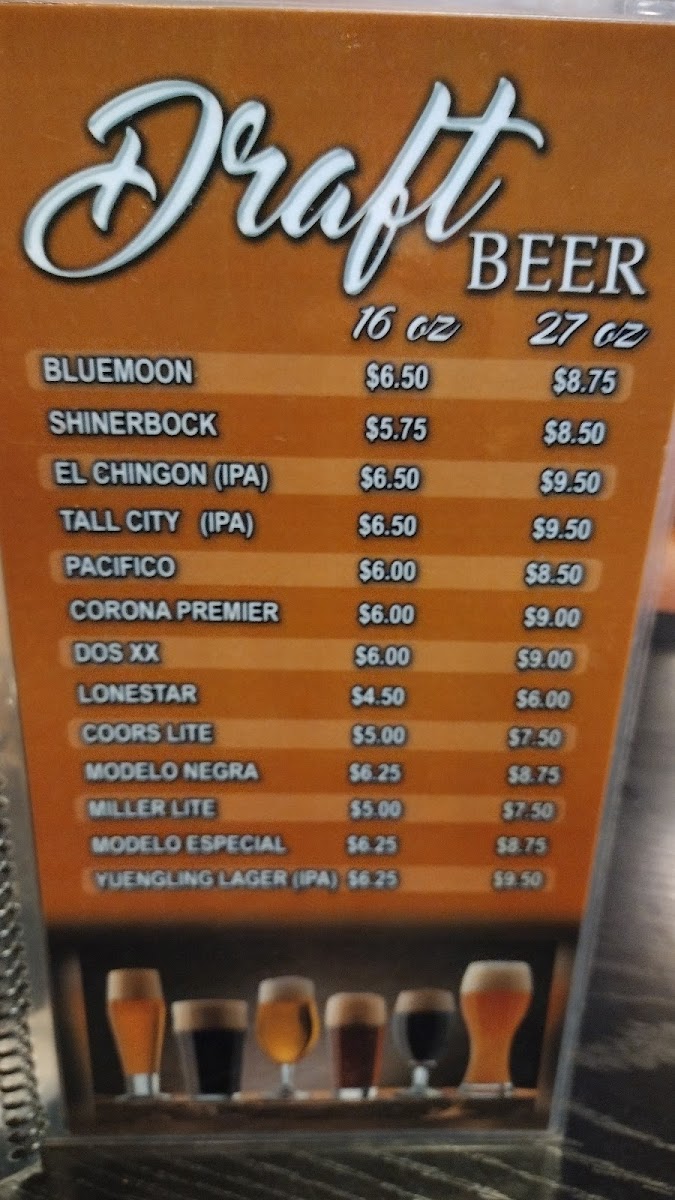 Draft
BEER
16 oz 27 oz
BLUEMOON $6.50 $8.75
SHINERBOCK $5.75 $8.50
EL CHINGON (IPA) $6.50 $9.50
TALL CITY (IPA) $6.50 $9.50
PACIFICO $6.00 $8.50
CORONA PREMIER $6.00 $9.00
DOS XX $6.00 $9.00
LONESTAR $4.50 $6.00
COORS LITE $5.00 $7.50
MODELO NEGRA $6.25 $8.75
MILLER LITE $5.00 $7.50
MODELO ESPECIAL $6.25 $8.75
YUENGLING LAGER (IPA) $6.25 $9.50